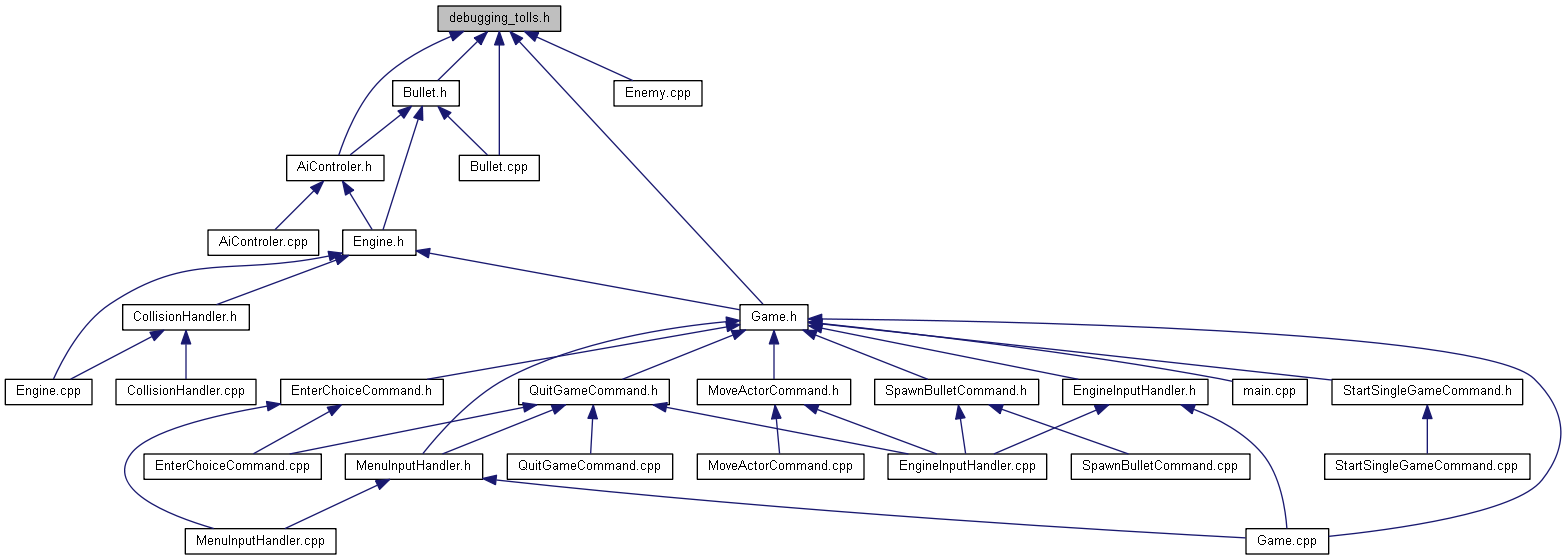 debugging_tolls.h
Bullet.h
Enemy.cpp
AiControler.h
Bullet.cpp
AiControler.cpp
Engine.h
CollisionHandler.h
Game.h
Engine.cpp
CollisionHandler.cpp
EnterChoiceCommand.h
QuitGameCommand.h
MoveActorCommand.h
SpawnBulletCommand.h
EngineInputHandler.h
main.cpp
StartSingleGameCommand.h
EnterChoiceCommand.cpp
MenuInputHandler.h
QuitGameCommand.cpp
MoveActorCommand.cpp
EngineInputHandler.cpp
SpawnBulletCommand.cpp
StartSingleGameCommand.cpp
MenuInputHandler.cpp
Game.cpp